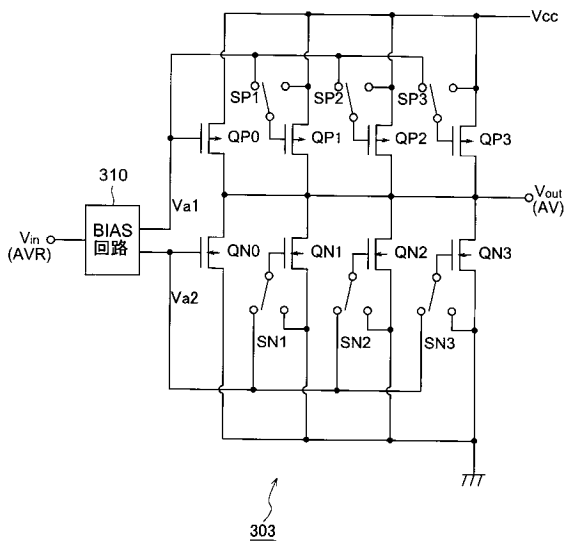 Vcc
SP1
SP2
SP3
QP0
QP1
QP2
QP3
310
Va1
Vin
(AVR)
BIAS
回路
Vout
(AV)
QN0
QN1
QN2
QN3
Va2
SN1
SN2
SN3
303